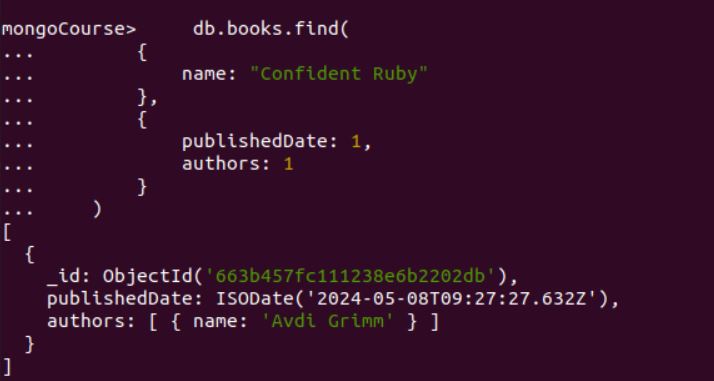 mongoCourse>     db.books.find(
...         {
...             name: "Confident Ruby"
...         },
...         {
...             publishedDate: 1,
...             authors: 1
...         }
...     )
[
  {
    _id: ObjectId('663b457fc111238e6b2202db'),
    publishedDate: ISODate('2024-05-08T09:27:27.632Z'),
    authors: [ { name: 'Avdi Grimm' } ]
  }
]